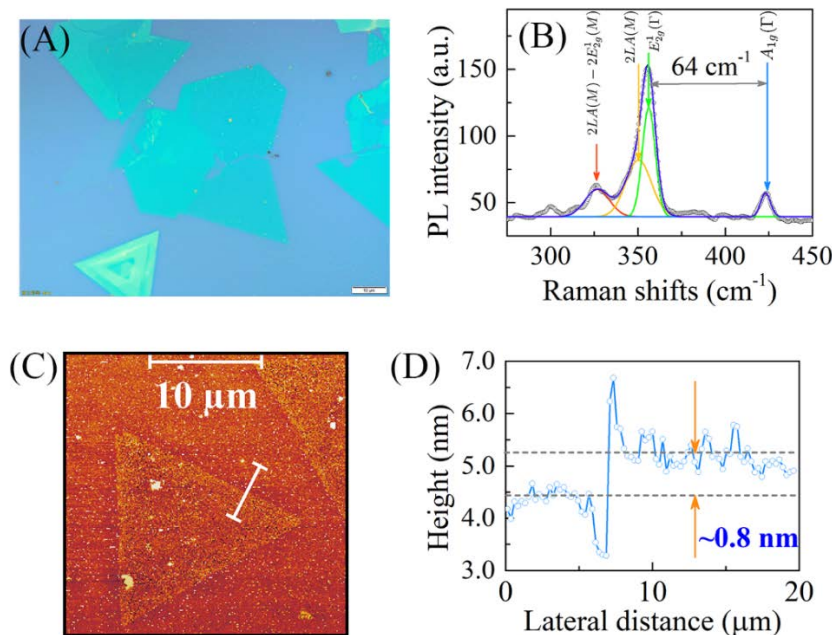 (A)
(B)
PL intensity (a.u.)
150
100
50
2LA(M) − 2E¹₂g(M)
2LA(M)
E¹₂g(Γ)
A₁g(Γ)
64 cm⁻¹
300
350
400
450
Raman shifts (cm⁻¹)
(C)
10 μm
(D)
Height (nm)
7.0
6.0
5.0
4.0
3.0
~0.8 nm
0
10
20
Lateral distance (μm)